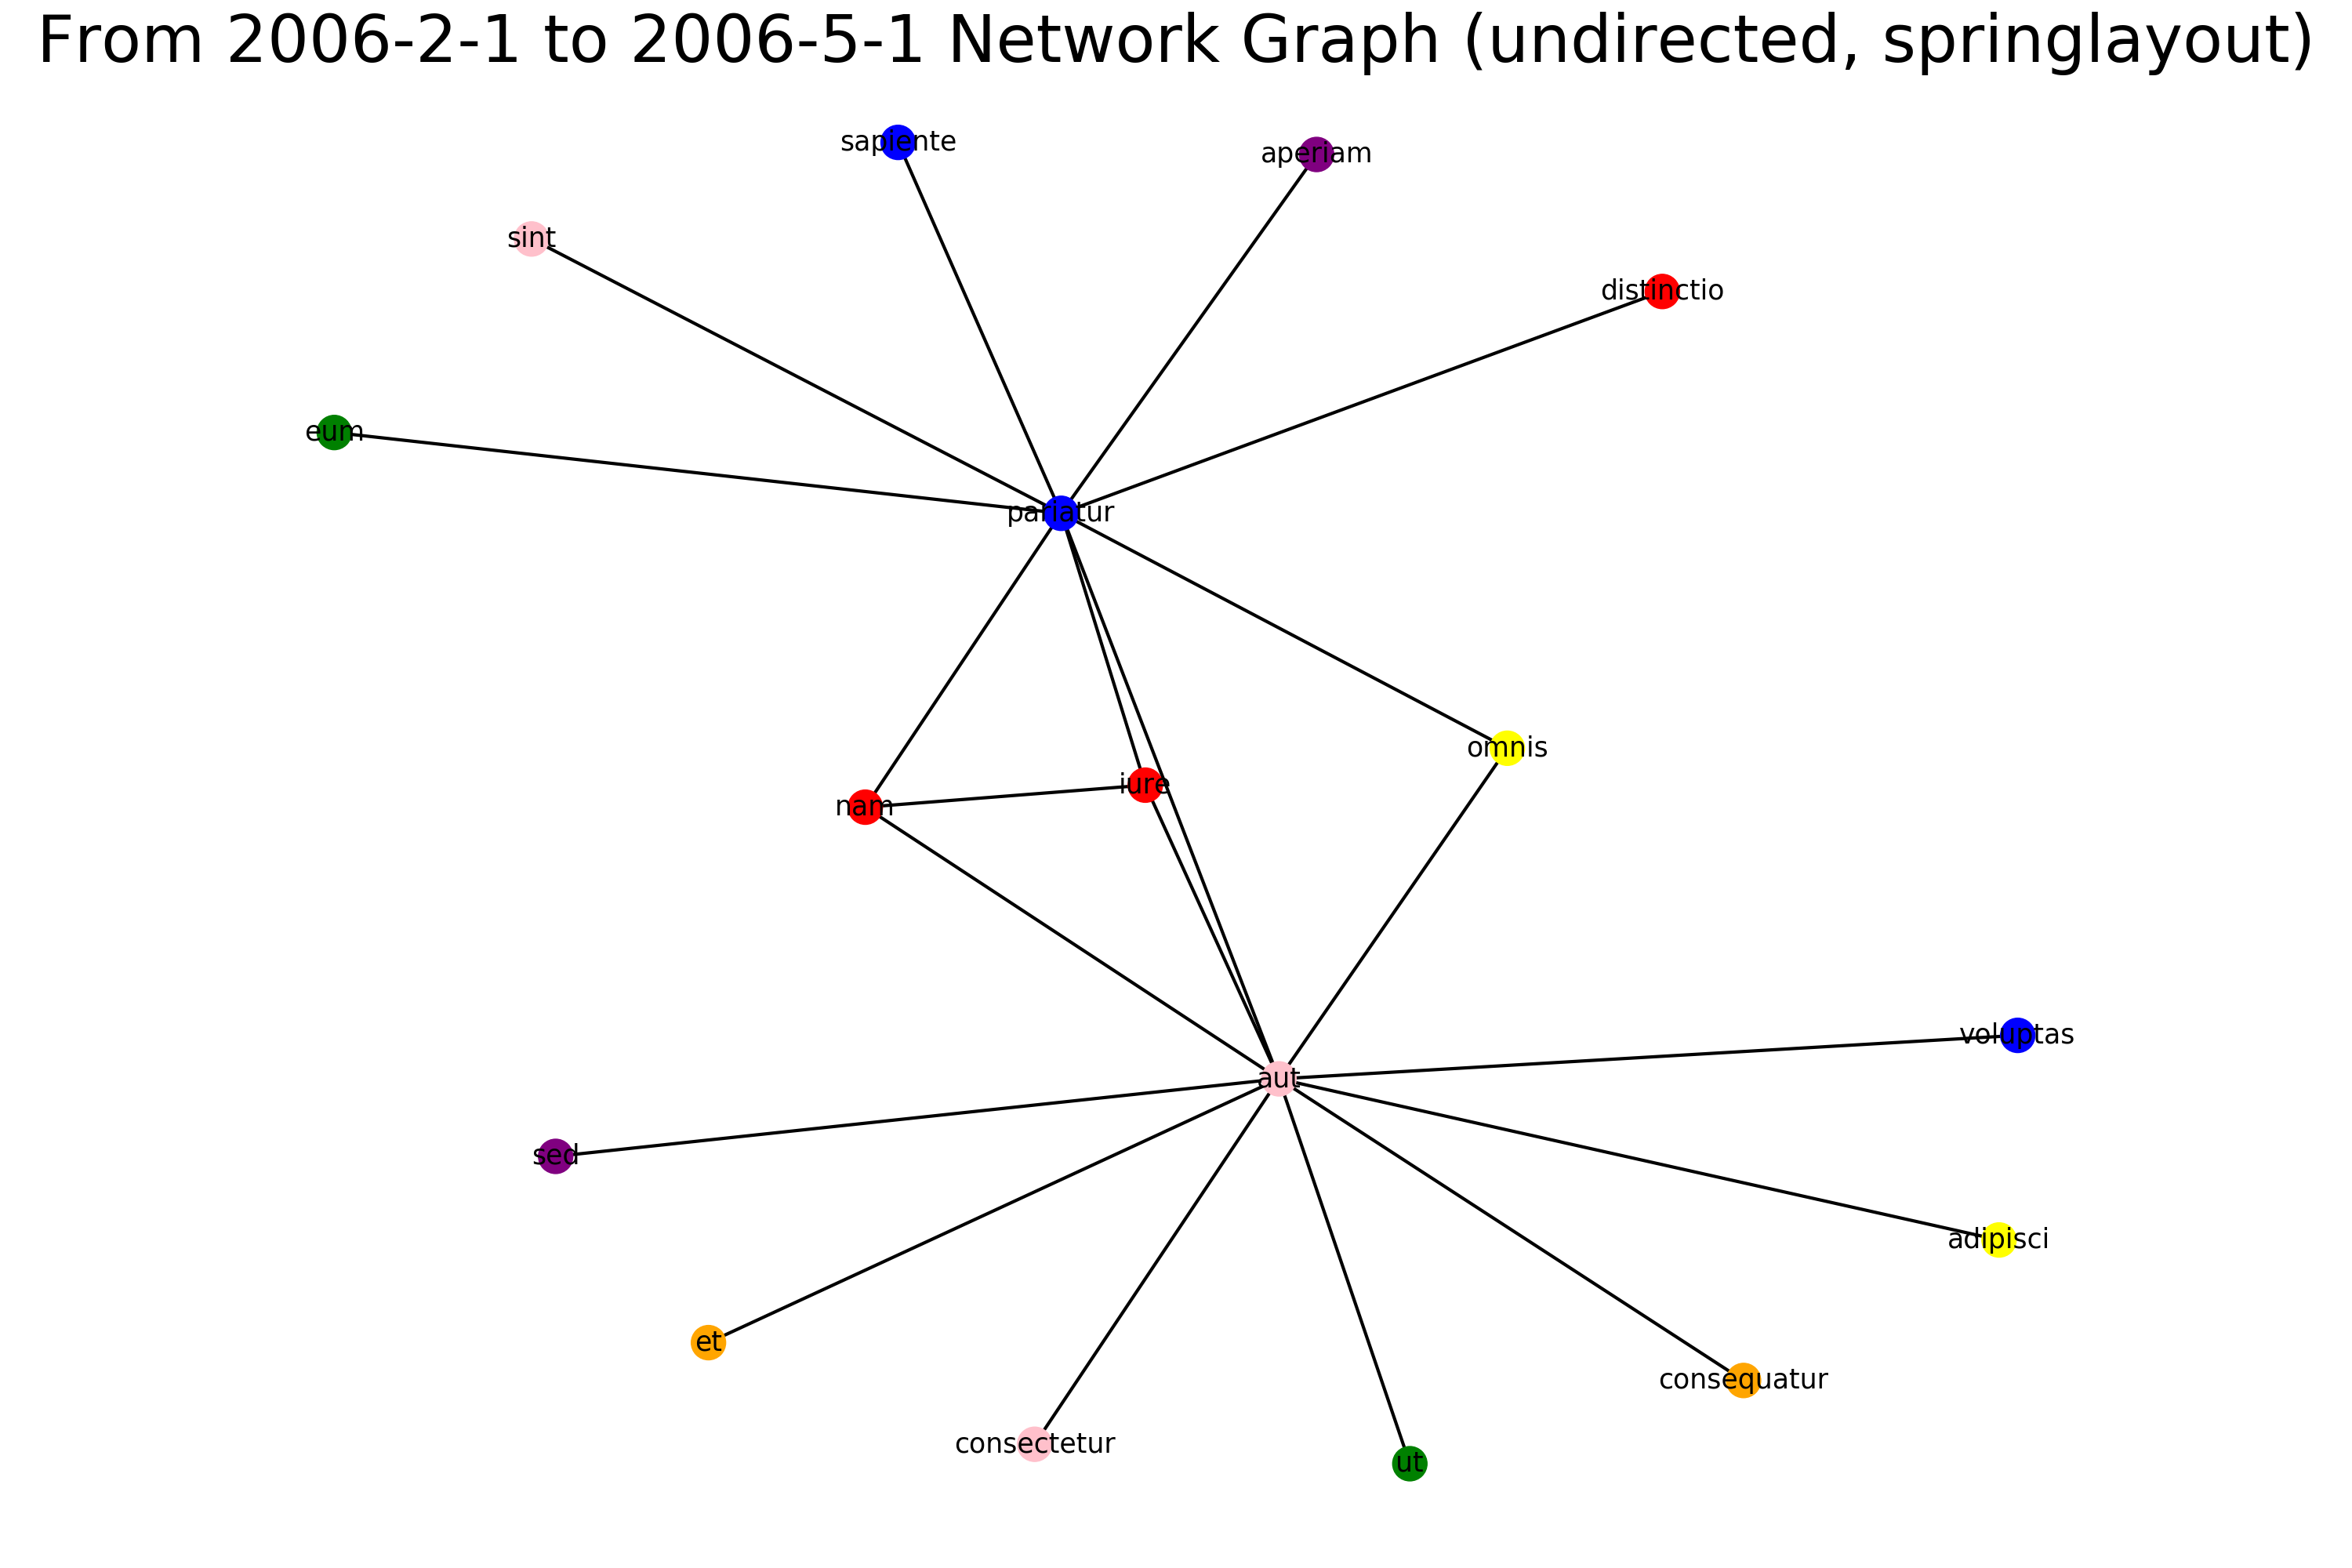 From 2006-2-1 to 2006-5-1 Network Graph (undirected, springlayout)
sapiente
aperiam
sint
distinctio
eum
pariatur
omnis
iure
nam
voluptas
aut
sed
adipisci
et
consequatur
consectetur
ut